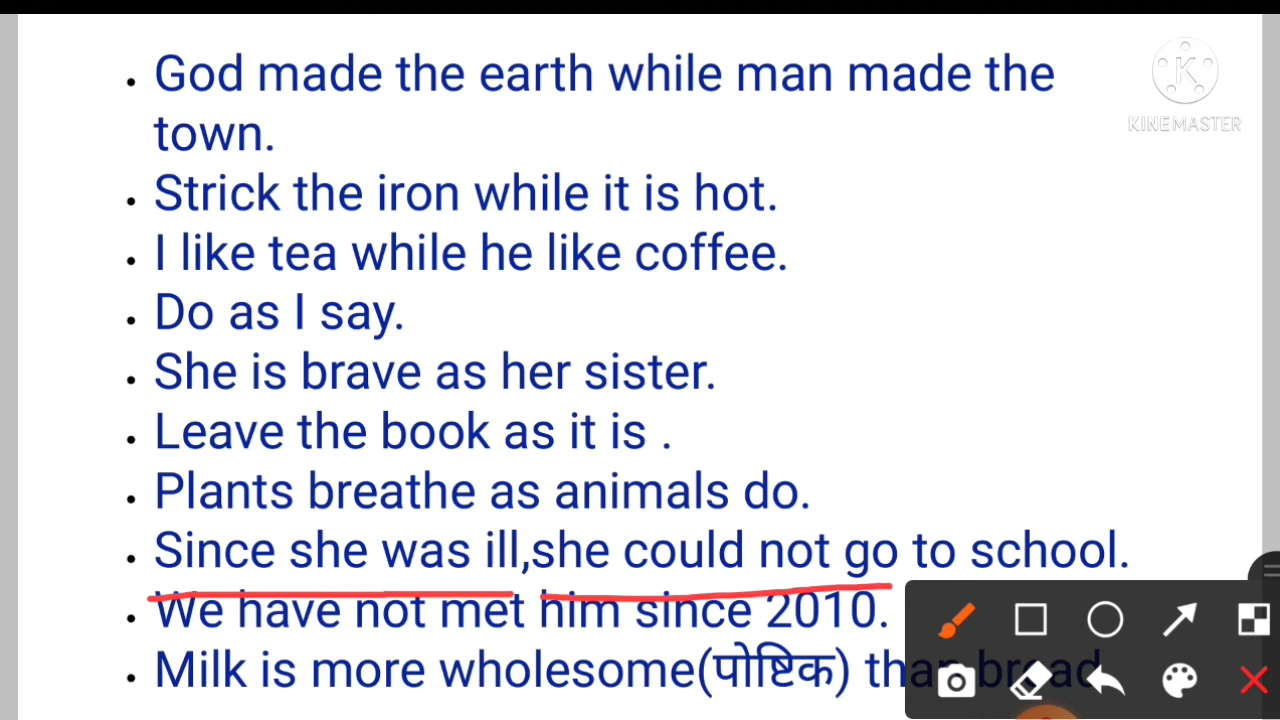 God made the earth while man made the
town.
Strick the iron while it is hot.
I like tea while he like coffee.
Do as I say.
She is brave as her sister.
Leave the book as it is .
Plants breathe as animals do.
Since she was ill,she could not go to school.
We have not met him since 2010.
Milk is more wholesome(पोष्टिक) than bread
KINEMASTER